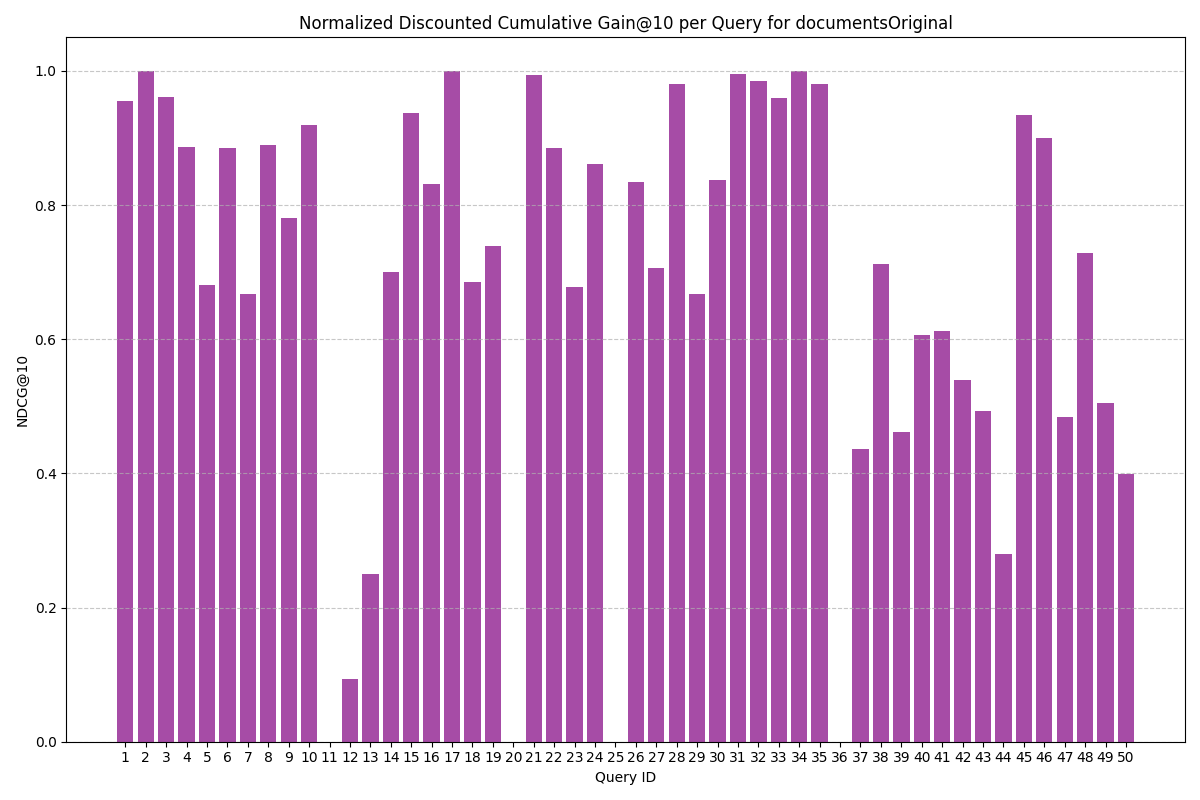 Normalized Discounted Cumulative Gain@10 per Query for documentsOriginal
NDCG@10
1.0
0.8
0.6
0.4
0.2
0.0
1 2 3 4 5 6 7 8 9 10 11 12 13 14 15 16 17 18 19 20 21 22 23 24 25 26 27 28 29 30 31 32 33 34 35 36 37 38 39 40 41 42 43 44 45 46 47 48 49 50
Query ID